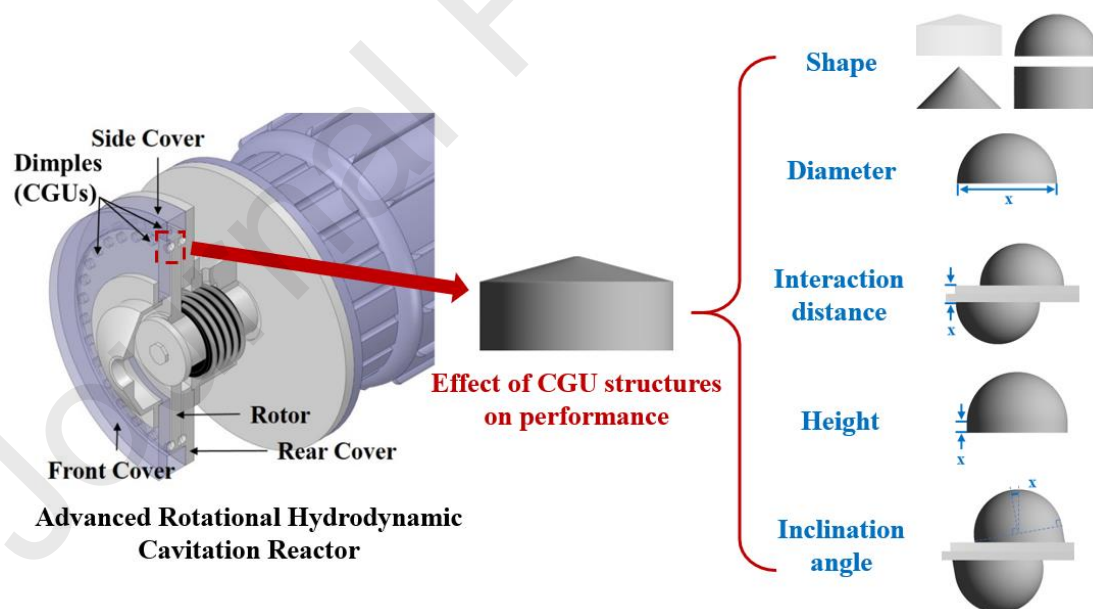 Side Cover
Dimples
(CGUs)
Rotor
Rear Cover
Front Cover
Advanced Rotational Hydrodynamic
Cavitation Reactor
Effect of CGU structures
on performance
Shape
Diameter
x
Interaction
distance
x
Height
x
Inclination
angle
x